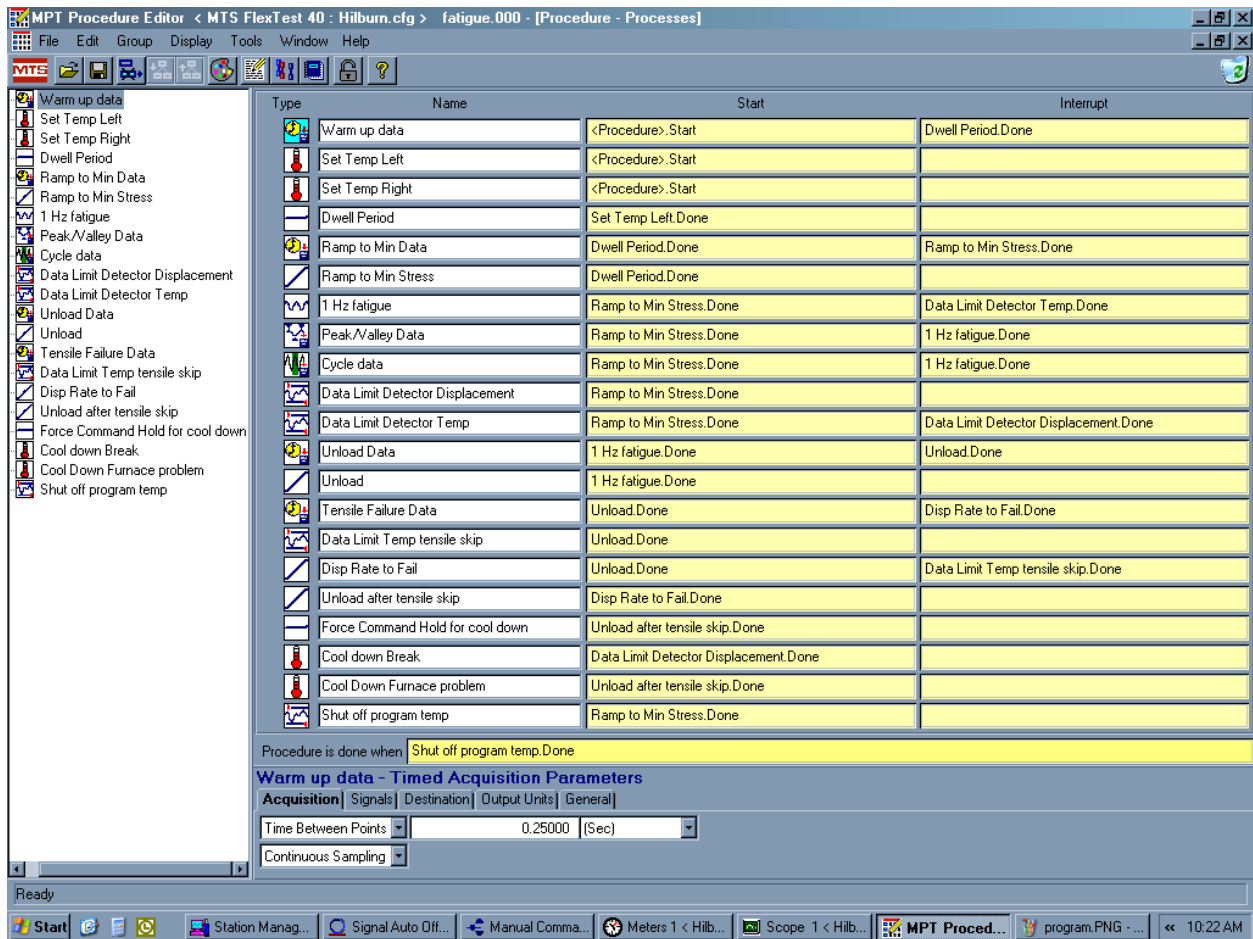 MPT Procedure Editor < MTS FlexTest 40 : Hilburn.cfg > fatigue.000 - [Procedure - Processes]
File Edit Group Display Tools Window Help
MTS
Warm up data
Set Temp Left
Set Temp Right
Dwell Period
Ramp to Min Data
Ramp to Min Stress
1 Hz fatigue
Peak/Valley Data
Cycle data
Data Limit Detector Displacement
Data Limit Detector Temp
Unload Data
Unload
Tensile Failure Data
Data Limit Temp tensile skip
Disp Rate to Fail
Unload after tensile skip
Force Command Hold for cool down
Cool down Break
Cool Down Furnace problem
Shut off program temp
Type Name Start Interrupt
Warm up data <Procedure>.Start Dwell Period.Done
Set Temp Left <Procedure>.Start
Set Temp Right <Procedure>.Start
Dwell Period Set Temp Left.Done
Ramp to Min Data Dwell Period.Done Ramp to Min Stress.Done
Ramp to Min Stress Dwell Period.Done
1 Hz fatigue Ramp to Min Stress.Done Data Limit Detector Temp.Done
Peak/Valley Data Ramp to Min Stress.Done 1 Hz fatigue.Done
Cycle data Ramp to Min Stress.Done 1 Hz fatigue.Done
Data Limit Detector Displacement Ramp to Min Stress.Done
Data Limit Detector Temp Ramp to Min Stress.Done Data Limit Detector Displacement.Done
Unload Data 1 Hz fatigue.Done Unload.Done
Unload 1 Hz fatigue.Done
Tensile Failure Data Unload.Done Disp Rate to Fail.Done
Data Limit Temp tensile skip Unload.Done
Disp Rate to Fail Unload.Done Data Limit Temp tensile skip.Done
Unload after tensile skip Disp Rate to Fail.Done
Force Command Hold for cool down Unload after tensile skip.Done
Cool down Break Data Limit Detector Displacement.Done
Cool Down Furnace problem Unload after tensile skip.Done
Shut off program temp Ramp to Min Stress.Done
Procedure is done when Shut off program temp.Done
Warm up data - Timed Acquisition Parameters
Acquisition Signals Destination Output Units General
Time Between Points 0.25000 (Sec)
Continuous Sampling
Ready
Start Station Manag... Signal Auto Off... Manual Comma... Meters 1 < Hilb... Scope 1 < Hilb... MPT Proced... program.PNG - ... « 10:22 AM